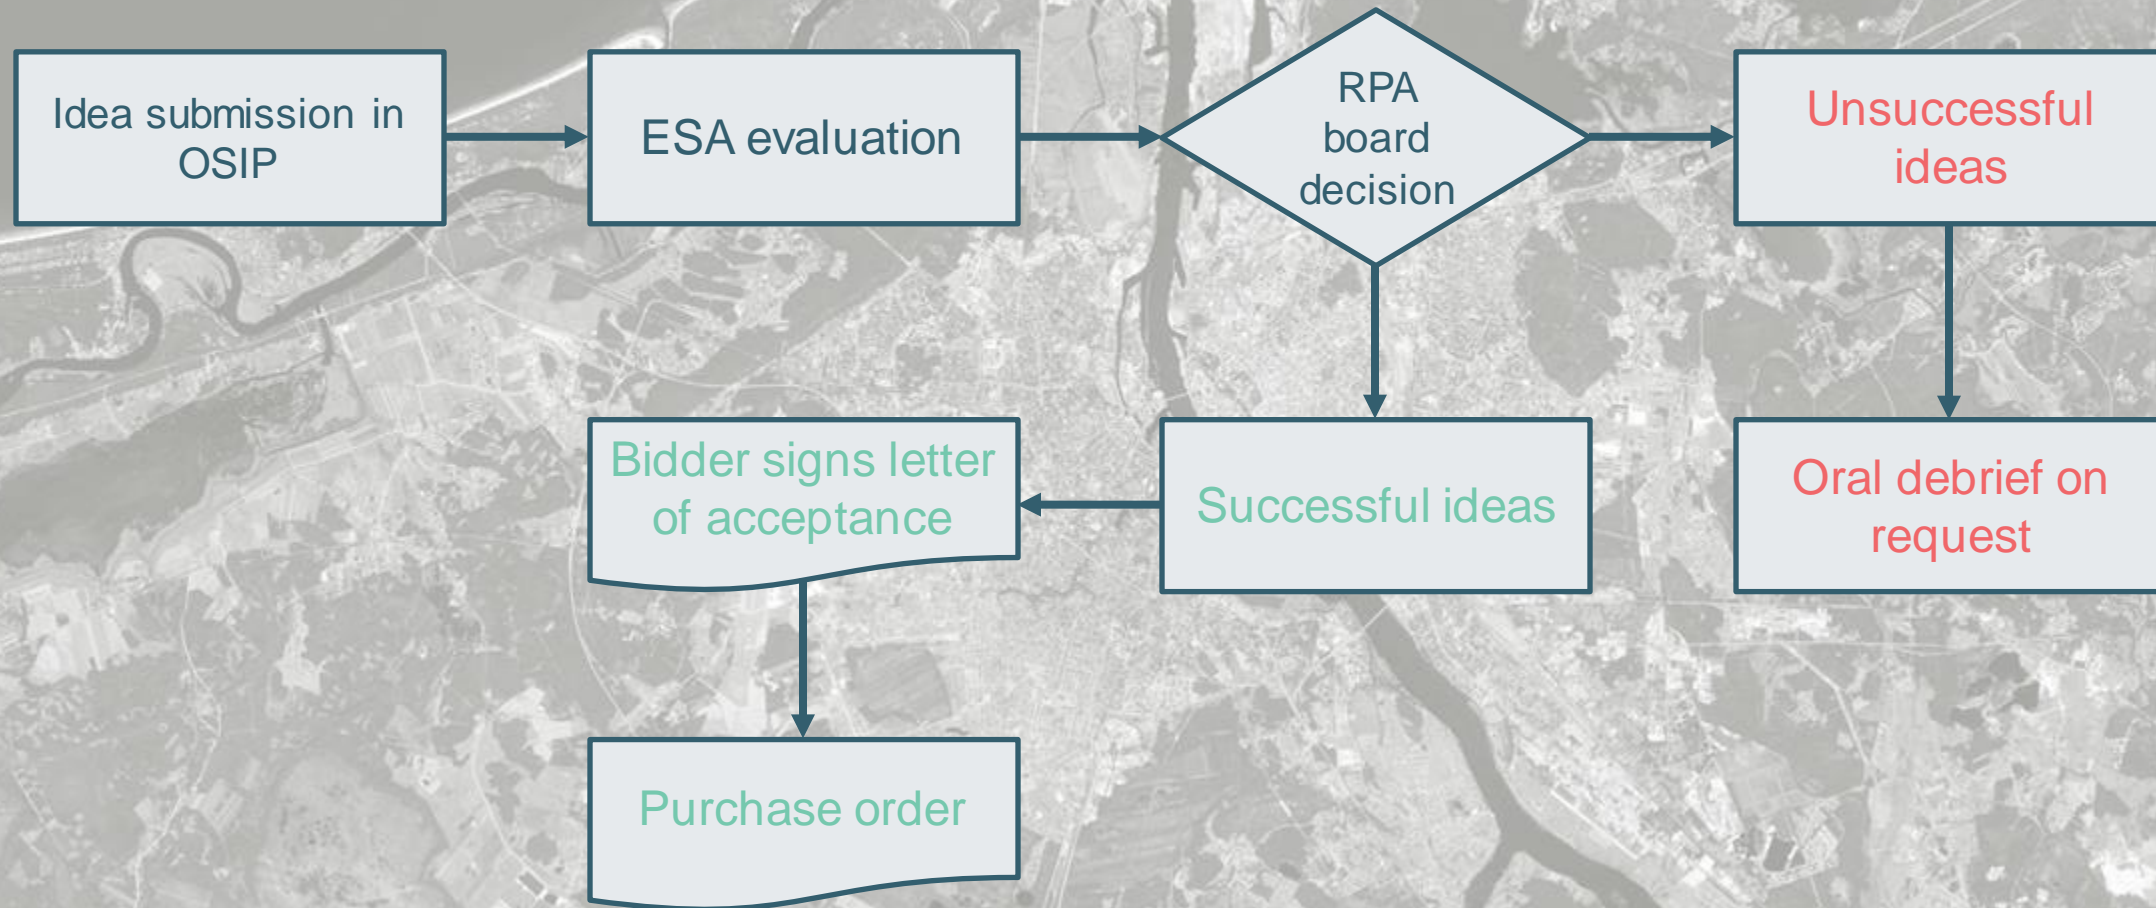 Idea submission in
OSIP
ESA evaluation
RPA
board
decision
Unsuccessful
ideas
Bidder signs letter
of acceptance
Successful ideas
Oral debrief on
request
Purchase order